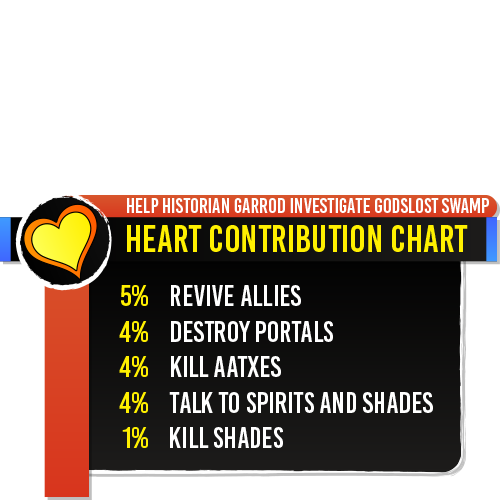 HELP HISTORIAN GARROD INVESTIGATE GODSLOST SWAMP
HEART CONTRIBUTION CHART
5% REVIVE ALLIES
4% DESTROY PORTALS
4% KILL AATXES
4% TALK TO SPIRITS AND SHADES
1% KILL SHADES